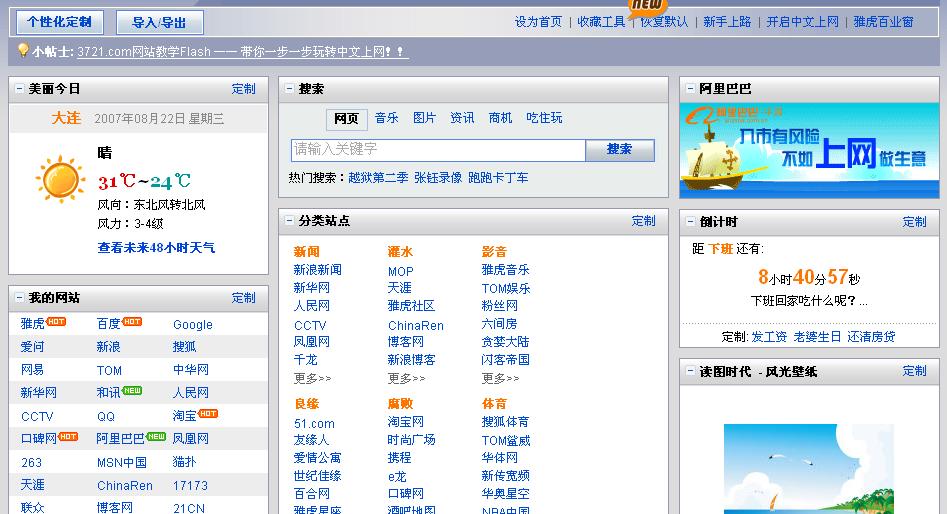 个性化定制 导入/导出
new
设为首页 | 收藏工具 | 恢复默认 | 新手上路 | 开启中文上网 | 雅虎百业窗
小帖士: 3721.com网站教学Flash —— 带你一步一步玩转中文上网!!
美丽今日 定制
大连 2007年08月22日 星期三
晴
31℃~24℃
风向：东北风转北风
风力：3-4级
查看未来48小时天气
我的网站 定制
雅虎HOT 百度HOT Google
爱问 新浪 搜狐
网易 TOM 中华网
新华网 和讯NEW 人民网
CCTV QQ 淘宝HOT
口碑网HOT 阿里巴巴NEW 凤凰网
263 MSN中国 猫扑
天涯 ChinaRen 17173
联众 博客网 21CN
搜索
网页 音乐 图片 资讯 商机 吃住玩
请输入关键字 搜索
热门搜索：越狱第二季 张钰录像 跑跑卡丁车
分类站点 定制
新闻 灌水 影音
新浪新闻 MOP 雅虎音乐
新华网 天涯 TOM娱乐
人民网 雅虎社区 粉丝网
CCTV ChinaRen 六间房
凤凰网 博客网 贪婪大陆
千龙 新浪博客 闪客帝国
更多>> 更多>> 更多>>
良缘 腐败 体育
51.com 淘宝网 搜狐体育
友缘人 时尚广场 TOM鲨威
爱情公寓 携程 华体网
世纪佳缘 e龙 新传宽频
百合网 口碑网 华奥星空
雅虎星座 酒吧地图 NBA中国
阿里巴巴
阿里巴巴
入市有风险
不如上网做生意
倒计时 定制
距 下班 还有:
8小时40分57秒
下班回家吃什么呢? ...
定制: 发工资 老婆生日 还清房贷
读图时代 - 风光壁纸 定制